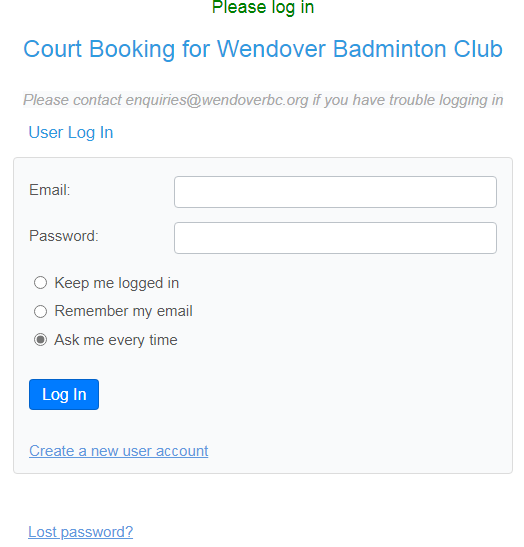 Please log in
Court Booking for Wendover Badminton Club
Please contact enquiries@wendoverbc.org if you have trouble logging in
User Log In
Email:
Password:
Keep me logged in
Remember my email
Ask me every time
Log In
Create a new user account
Lost password?